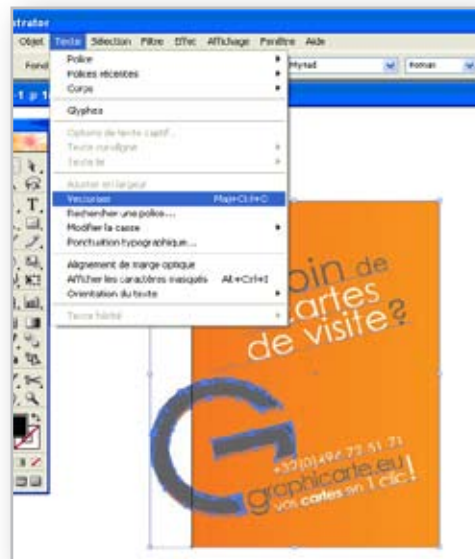 strator
Objet Texte Sélection Filtre Effet Affichage Fenêtre Aide
Fond
Myriad
Roman
Police
Polices récentes
Corps
Glyphes
Options de texte captif...
Texte curviligne
Texte lié
Ajuster en largeur
Vectoriser Maj+Ctrl+O
Rechercher une police...
Modifier la casse
Ponctuation typographique...
Alignement de marge optique
Afficher les caractères masqués Alt+Ctrl+I
Orientation du texte
Texte hérité
oin de
cartes
de visite?
+32(0)496 72 51 71
graphicarte.eu!
vos cartes en 1 clic!